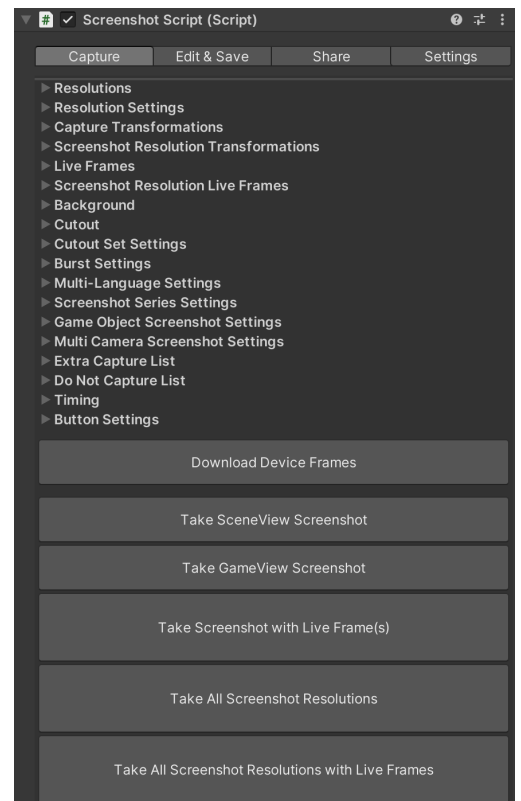 Screenshot Script (Script)
Capture Edit & Save Share Settings
Resolutions
Resolution Settings
Capture Transformations
Screenshot Resolution Transformations
Live Frames
Screenshot Resolution Live Frames
Background
Cutout
Cutout Set Settings
Burst Settings
Multi-Language Settings
Screenshot Series Settings
Game Object Screenshot Settings
Multi Camera Screenshot Settings
Extra Capture List
Do Not Capture List
Timing
Button Settings
Download Device Frames
Take SceneView Screenshot
Take GameView Screenshot
Take Screenshot with Live Frame(s)
Take All Screenshot Resolutions
Take All Screenshot Resolutions with Live Frames